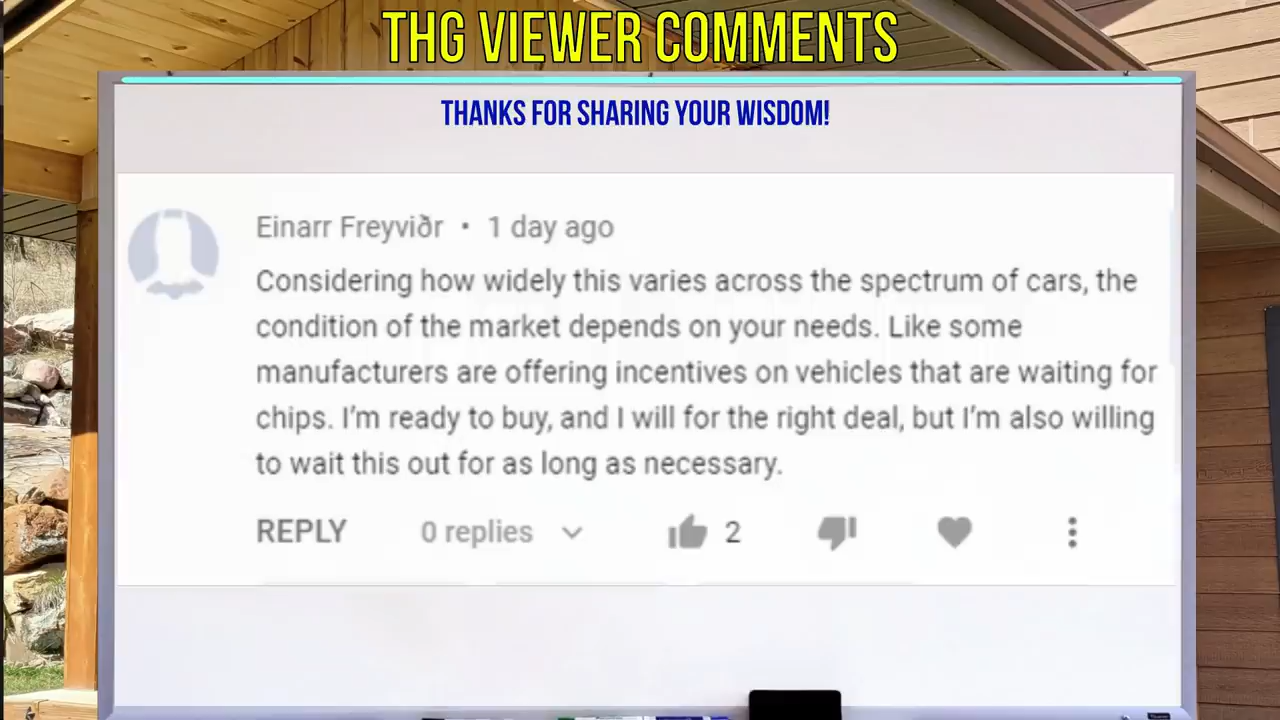 THG VIEWER COMMENTS
THANKS FOR SHARING YOUR WISDOM!
Einarr Freyviðr • 1 day ago
Considering how widely this varies across the spectrum of cars, the
condition of the market depends on your needs. Like some
manufacturers are offering incentives on vehicles that are waiting for
chips. I'm ready to buy, and I will for the right deal, but I'm also willing
to wait this out for as long as necessary.
REPLY 0 replies 2